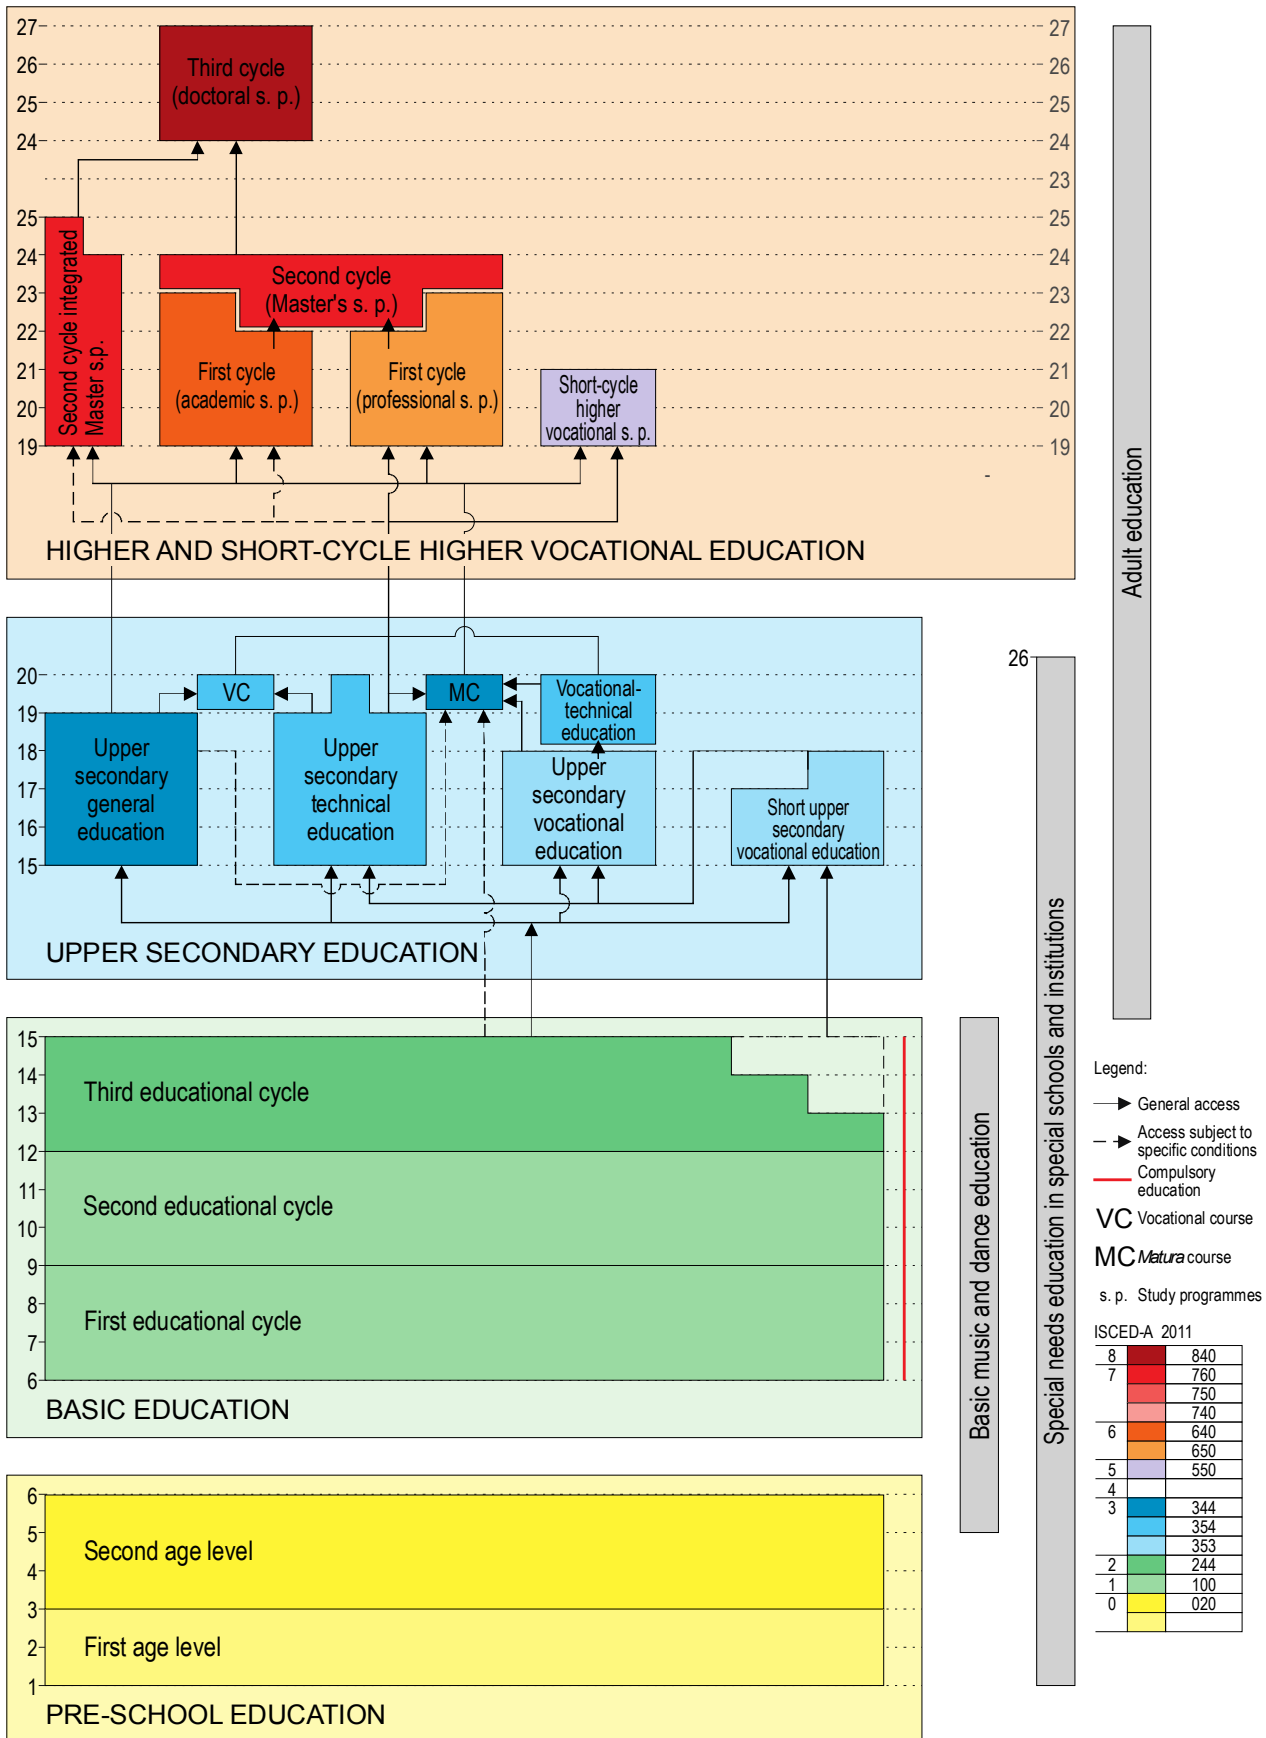 27
26
25
24
23
25
24
23
22
21
20
19
27
26
25
24
23
25
24
23
22
21
20
19
Third cycle
(doctoral s. p.)
Second cycle integrated
Master s.p.
Second cycle
(Master's s. p.)
First cycle
(academic s. p.)
First cycle
(professional s. p.)
Short-cycle
higher
vocational s. p.
-
HIGHER AND SHORT-CYCLE HIGHER VOCATIONAL EDUCATION
20
19
18
17
16
15
VC
MC
Vocational-
technical
education
Upper
secondary
general
education
Upper
secondary
technical
education
Upper
secondary
vocational
education
Short upper
secondary
vocational education
UPPER SECONDARY EDUCATION
15
14
13
12
11
10
9
8
7
6
Third educational cycle
Second educational cycle
First educational cycle
BASIC EDUCATION
6
5
4
3
2
1
Second age level
First age level
PRE-SCHOOL EDUCATION
Basic music and dance education
26
Special needs education in special schools and institutions
Adult education
Legend:
General access
Access subject to
specific conditions
Compulsory
education
VC Vocational course
MC Matura course
s. p. Study programmes
ISCED-A 2011
8 840
7 760
750
740
6 640
650
5 550
4
3 344
354
353
2 244
1 100
0 020